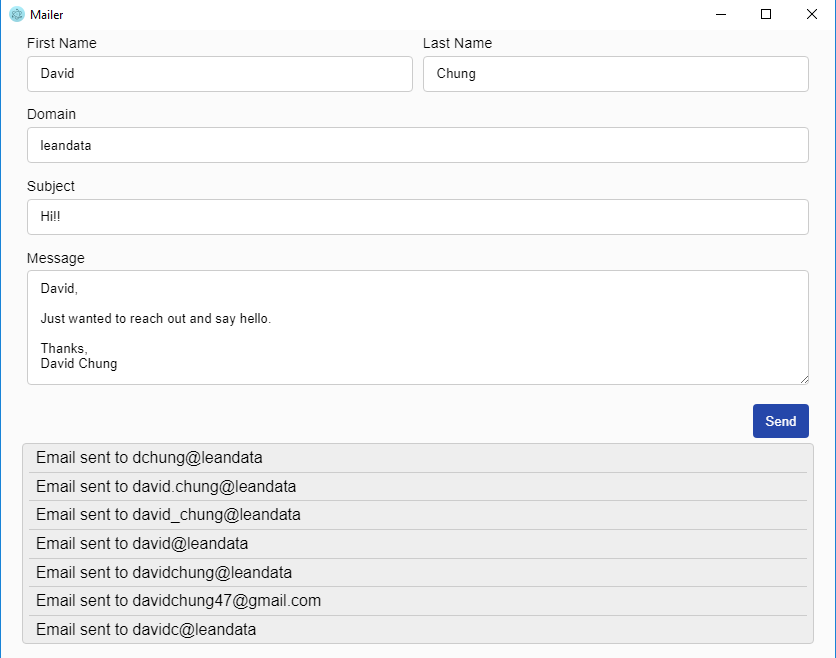 Mailer
First Name
Last Name
David
Chung
Domain
leandata
Subject
Hi!!
Message
David,
Just wanted to reach out and say hello.
Thanks,
David Chung
Send
Email sent to dchung@leandata
Email sent to david.chung@leandata
Email sent to david_chung@leandata
Email sent to david@leandata
Email sent to davidchung@leandata
Email sent to davidchung47@gmail.com
Email sent to davidc@leandata